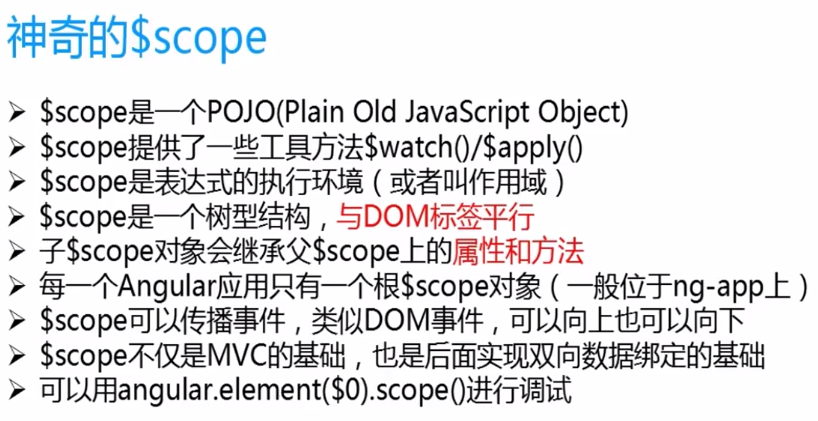 神奇的$scope
➢ $scope是一个POJO(Plain Old JavaScript Object)
➢ $scope提供了一些工具方法$watch()/$apply()
➢ $scope是表达式的执行环境（或者叫作用域）
➢ $scope是一个树型结构，与DOM标签平行
➢ 子$scope对象会继承父$scope上的属性和方法
➢ 每一个Angular应用只有一个根$scope对象（一般位于ng-app上）
➢ $scope可以传播事件，类似DOM事件，可以向上也可以向下
➢ $scope不仅是MVC的基础，也是后面实现双向数据绑定的基础
➢ 可以用angular.element($0).scope()进行调试